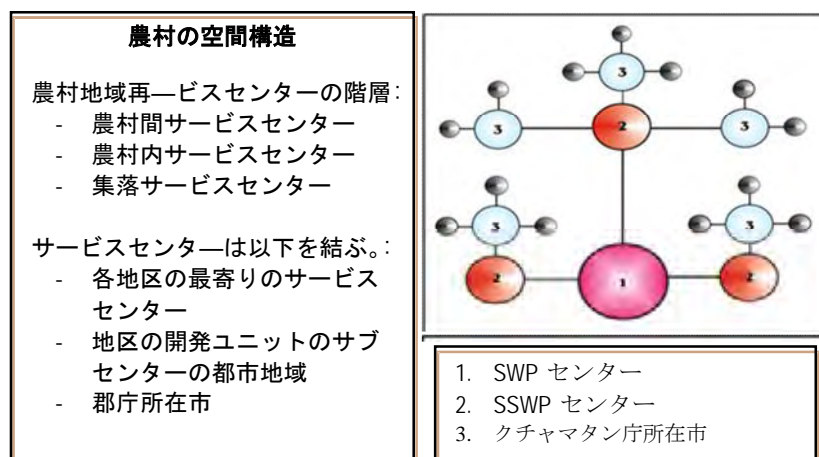 農村の空間構造
農村地域再―ビスセンターの階層:
- 農村間サービスセンター
- 農村内サービスセンター
- 集落サービスセンター
サービスセンタ―は以下を結ぶ。:
- 各地区の最寄りのサービス
センター
- 地区の開発ユニットのサブ
センターの都市地域
- 郡庁所在市
3
3
2
3
3
3
2
1
2
1. SWP センター
2. SSWP センター
3. クチャマタン庁所在市